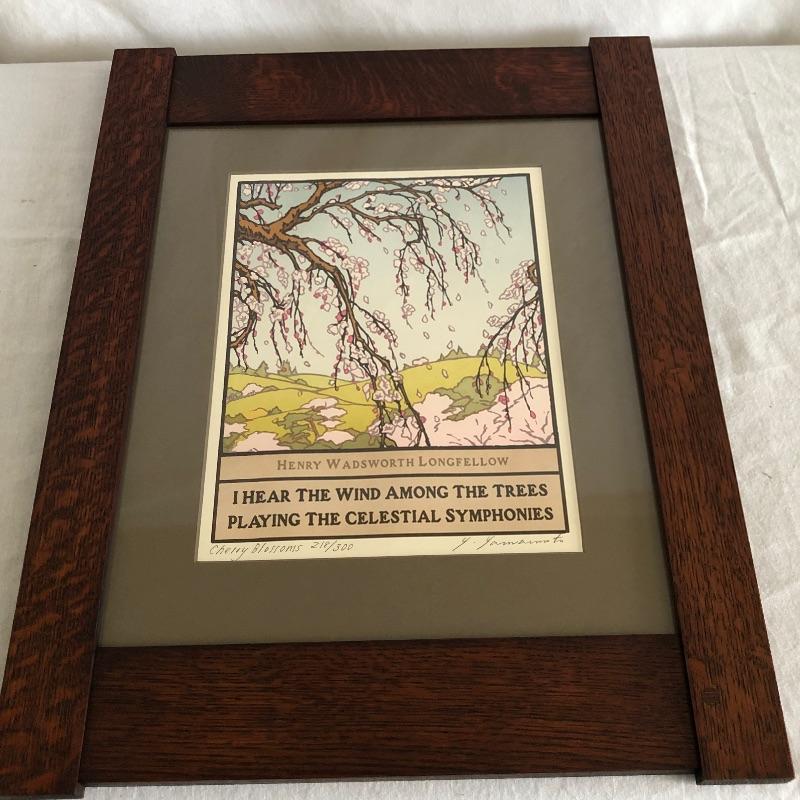 HENRY WADSWORTH LONGFELLOW
I HEAR THE WIND AMONG THE TREES
PLAYING THE CELESTIAL SYMPHONIES
Cherry Blossoms 218/300 Y. Yamamoto